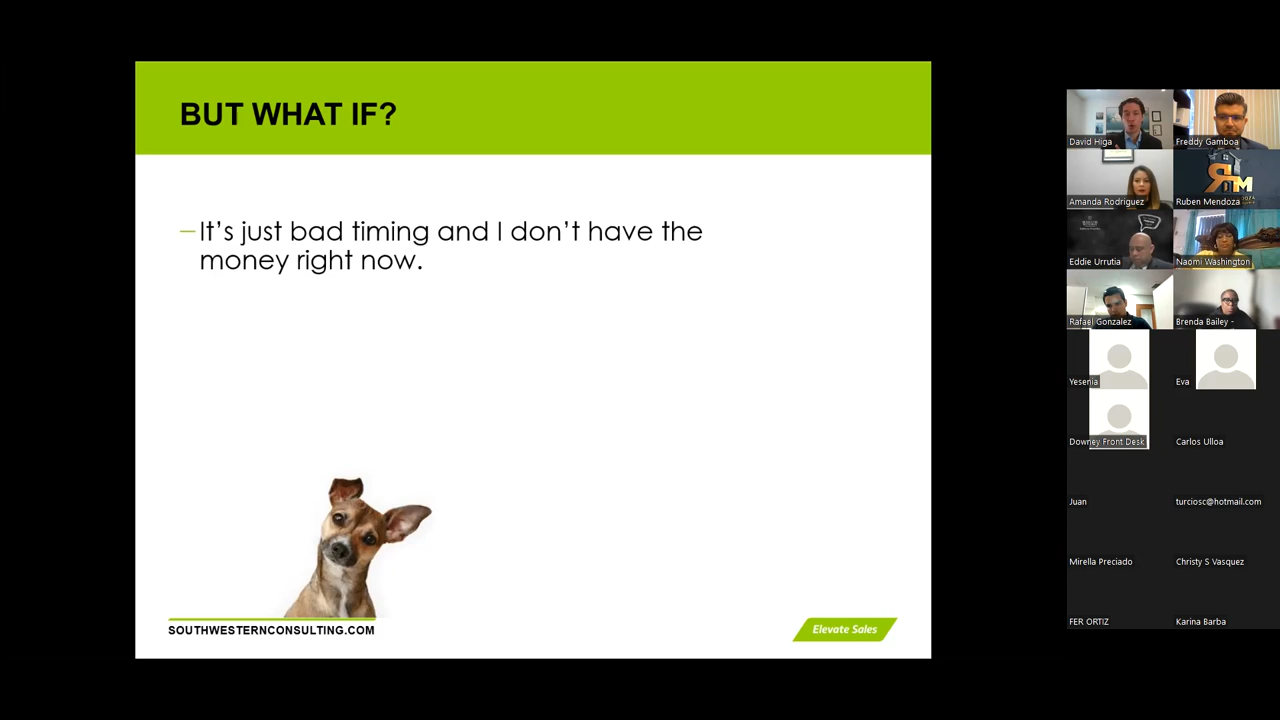 BUT WHAT IF?
– It’s just bad timing and I don’t have the
money right now.
SOUTHWESTERNCONSULTING.COM
Elevate Sales
David Higa
Freddy Gamboa
Amanda Rodriguez
Ruben Mendoza
Eddie Urrutia
Naomi Washington
Rafael Gonzalez
Brenda Bailey -
Yesenia
Eva
Downey Front Desk
Carlos Ulloa
Juan
turciosc@hotmail.com
Mirella Preciado
Christy S Vasquez
FER ORTIZ
Karina Barba